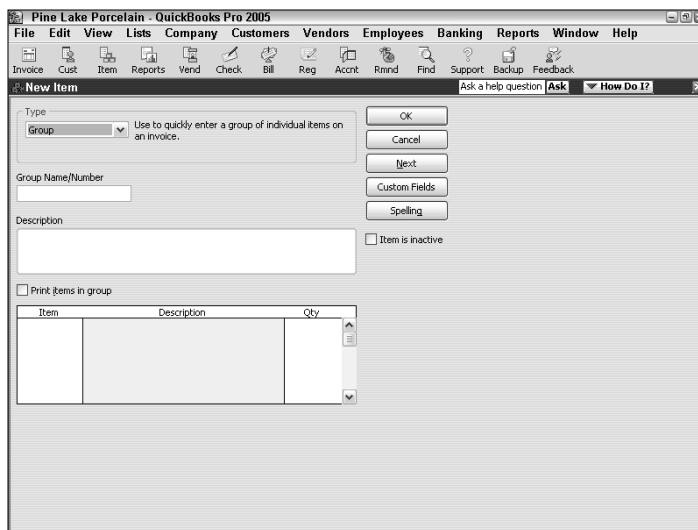 Pine Lake Porcelain - QuickBooks Pro 2005
File Edit View Lists Company Customers Vendors Employees Banking Reports Window Help
Invoice Cust Item Reports Vend Check Bill Reg Accnt Rmnd Find Support Backup Feedback
New Item Ask a help question Ask How Do I?
Type
Group Use to quickly enter a group of individual items on
an invoice.
OK
Cancel
Next
Group Name/Number
Custom Fields
Spelling
Description
Item is inactive
Print items in group
Item Description Qty